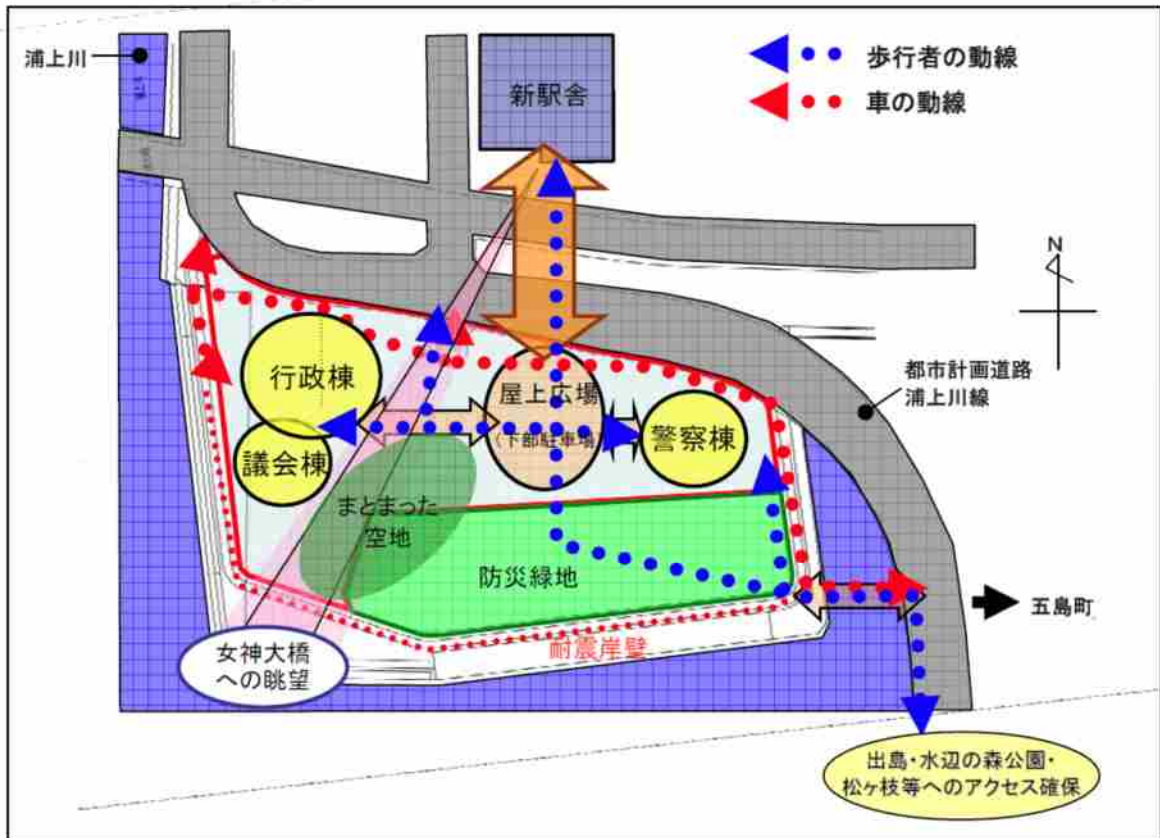 浦上川
新駅舎
歩行者の動線
車の動線
N
都市計画道路
浦上川線
行政棟
屋上広場
(下部駐車場)
警察棟
議会棟
まとまった
空地
防災緑地
五島町
耐震岸壁
女神大橋
への眺望
出島・水辺の森公園・
松ヶ枝等へのアクセス確保